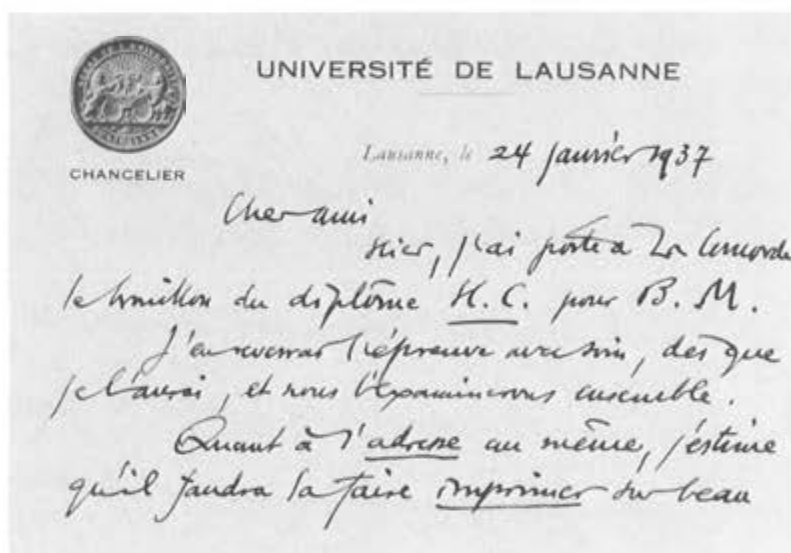 UNIVERSITÉ DE LAUSANNE
CHANCELIER
Lausanne, le 24 janvier 1937
Cher ami
Hier, j'ai porté à La Concorde
le brouillon du diplôme H.C. pour B. M.
J'en reverrai l'épreuve avec soin, dès que
je l'aurai, et nous l'examinerons ensemble.
Quant à l'adresse au même, j'estime
qu'il faudra la faire imprimer sur beau